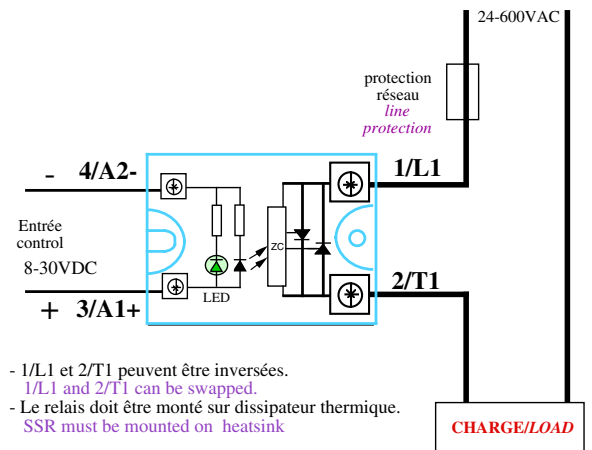 24-600VAC
protection
réseau
line
protection
- 4/A2-
1/L1
Entrée
control
8-30VDC
ZC
LED
+ 3/A1+
2/T1
- 1/L1 et 2/T1 peuvent être inversées.
1/L1 and 2/T1 can be swapped.
- Le relais doit être monté sur dissipateur thermique.
SSR must be mounted on heatsink
CHARGE/LOAD